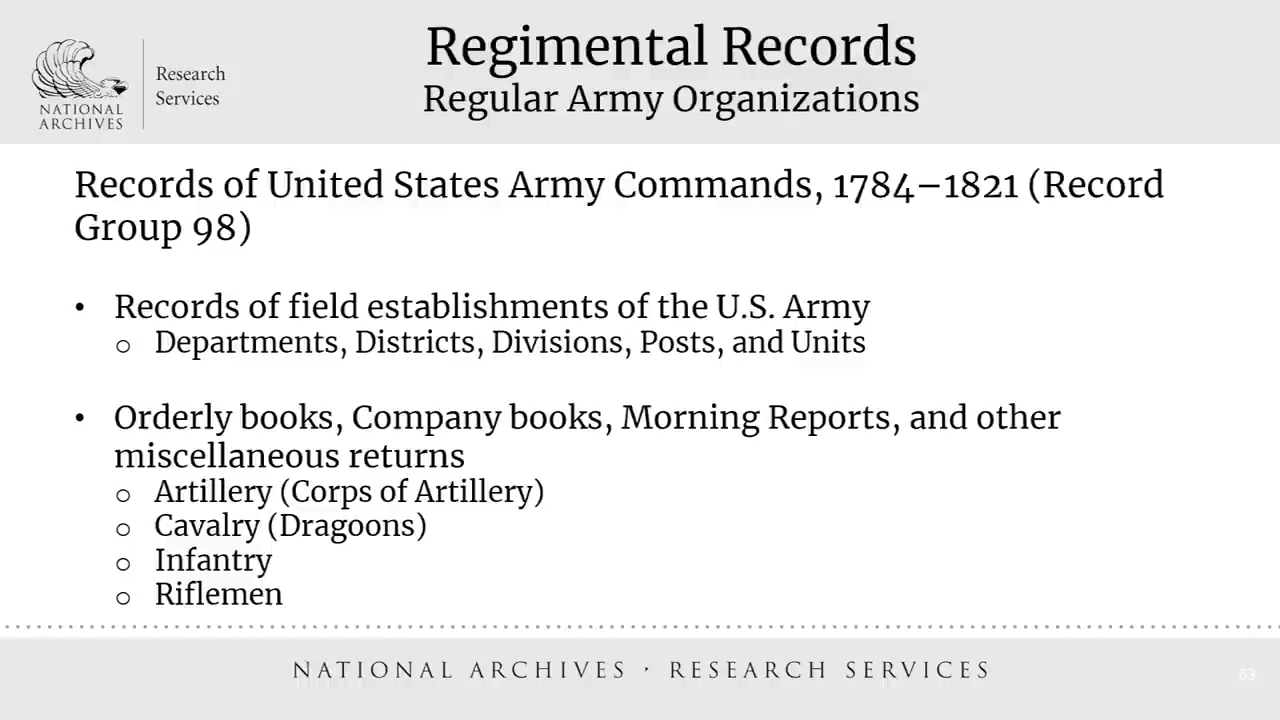 NATIONAL
ARCHIVES
Research
Services
Regimental Records
Regular Army Organizations
Records of United States Army Commands, 1784–1821 (Record
Group 98)
• Records of field establishments of the U.S. Army
o Departments, Districts, Divisions, Posts, and Units
• Orderly books, Company books, Morning Reports, and other
miscellaneous returns
o Artillery (Corps of Artillery)
o Cavalry (Dragoons)
o Infantry
o Riflemen
NATIONAL ARCHIVES · RESEARCH SERVICES
63